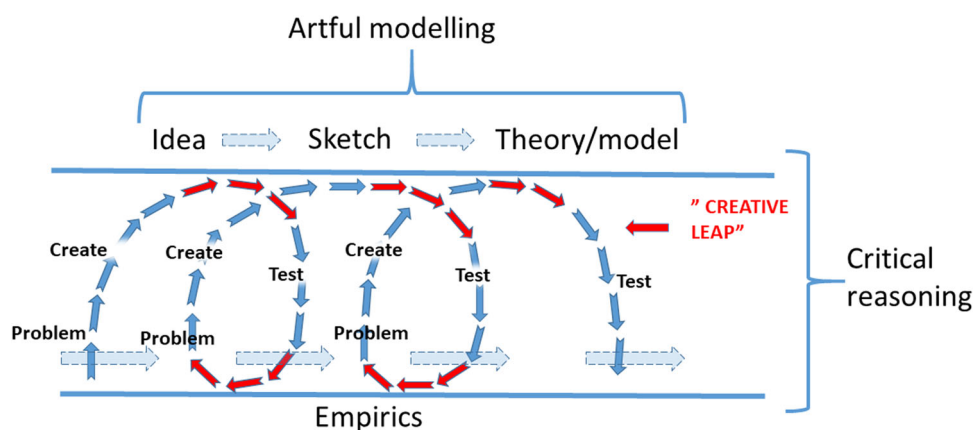 Artful modelling
Idea Sketch Theory/model
” CREATIVE
LEAP”
Create Create Create
Test Test Test
Problem Problem Problem
Critical
reasoning
Empirics